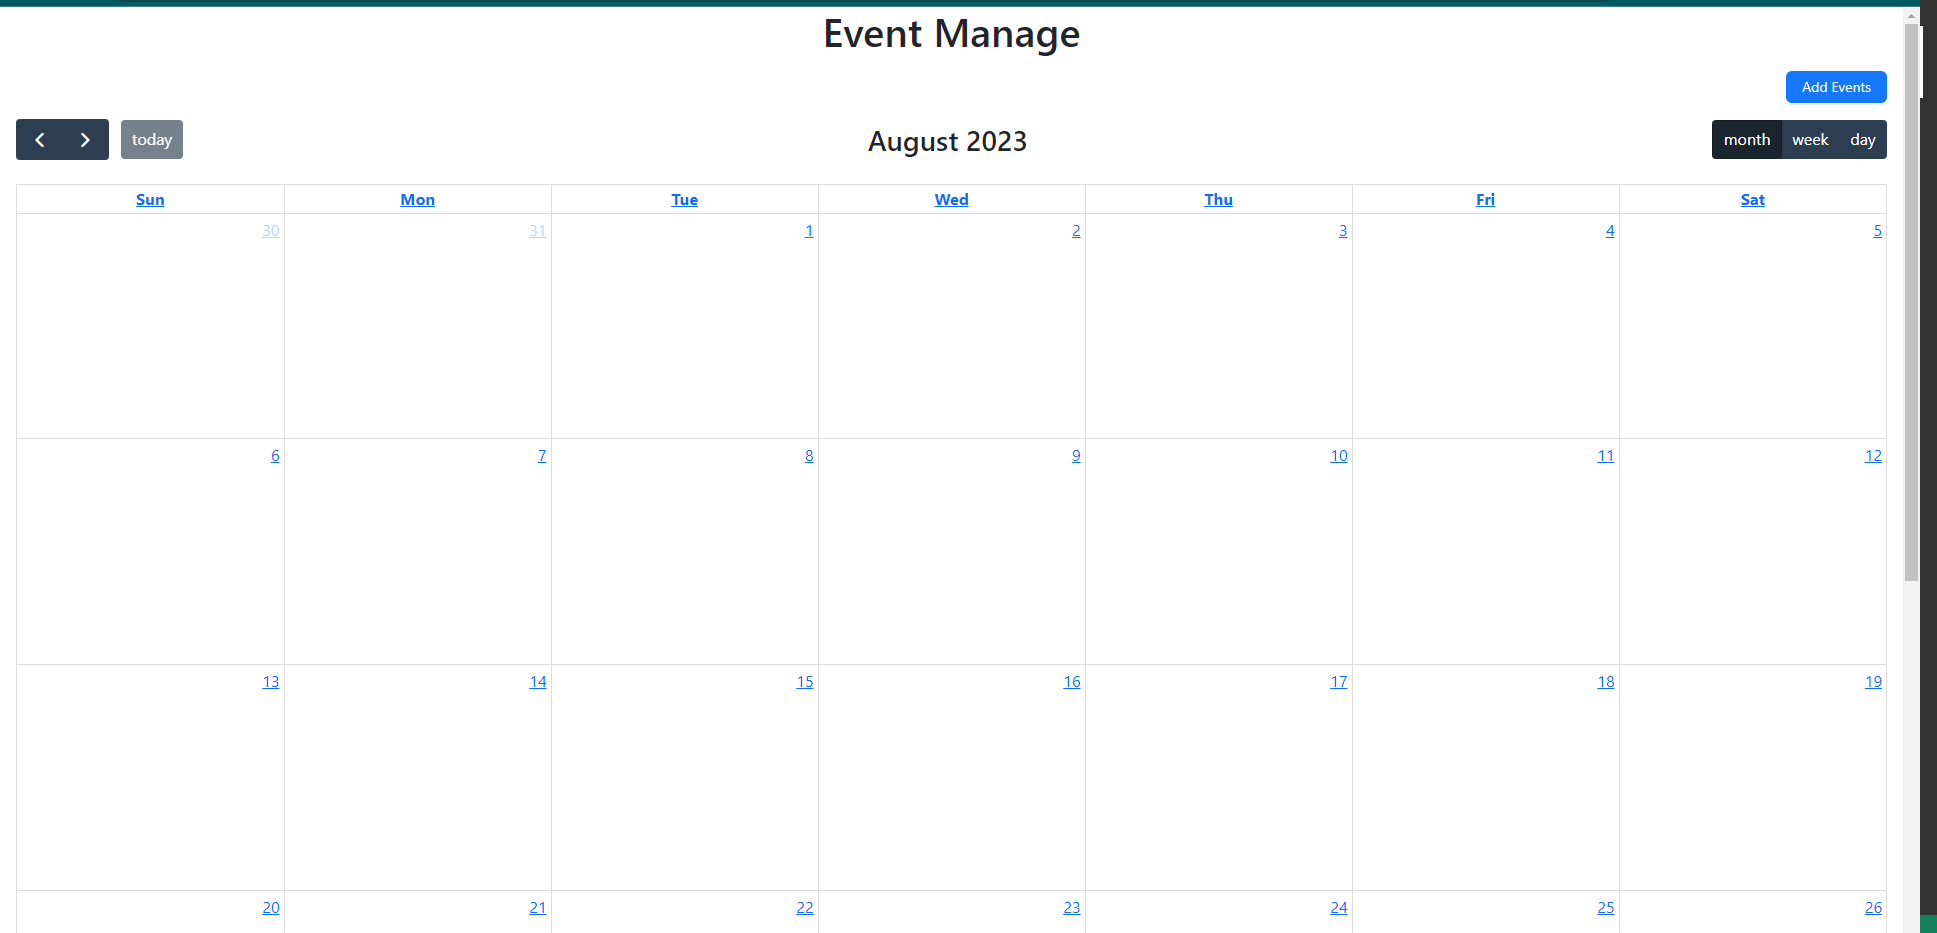 Event Manage
Add Events
today
August 2023
month week day
Sun Mon Tue Wed Thu Fri Sat
30 31 1 2 3 4 5
6 7 8 9 10 11 12
13 14 15 16 17 18 19
20 21 22 23 24 25 26